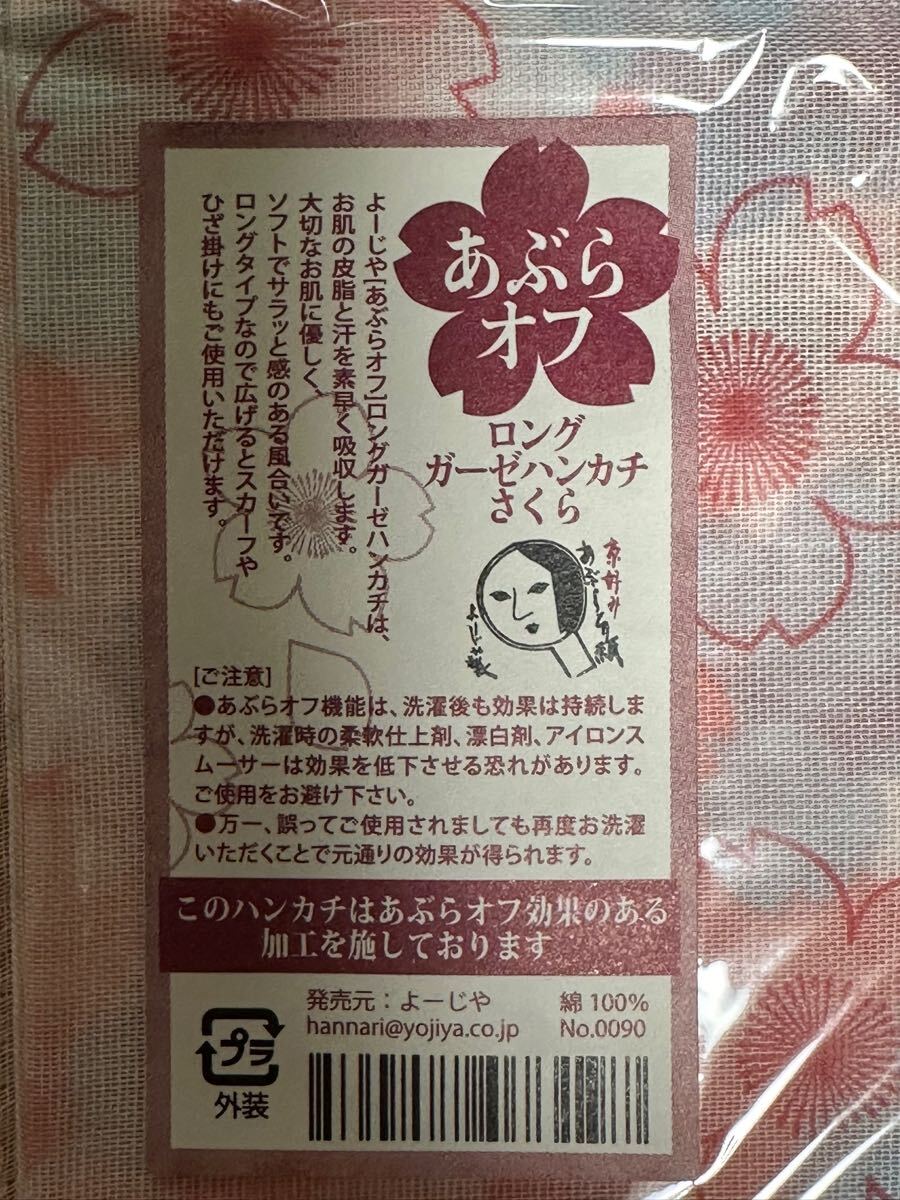 あぶら
オフ
ロング
ガーゼハンカチ
さくら
京好み
あぶらとり紙
よーじや製
よーじや[あぶらオフ]ロングガーゼハンカチは、
お肌の皮脂と汗を素早く吸収します。
大切なお肌に優しく、
ソフトでサラッと感のある風合いです。
ロングタイプなので広げるとスカーフや
ひざ掛けにもご使用いただけます。
[ご注意]
●あぶらオフ機能は、洗濯後も効果は持続しま
すが、洗濯時の柔軟仕上剤、漂白剤、アイロンス
ムーサーは効果を低下させる恐れがあります。
ご使用をお避け下さい。
●万一、誤ってご使用されましても再度お洗濯
いただくことで元通りの効果が得られます。
このハンカチはあぶらオフ効果のある
加工を施しております
発売元:よーじや 綿 100%
hannari@yojiya.co.jp No.0090
プラ
外装